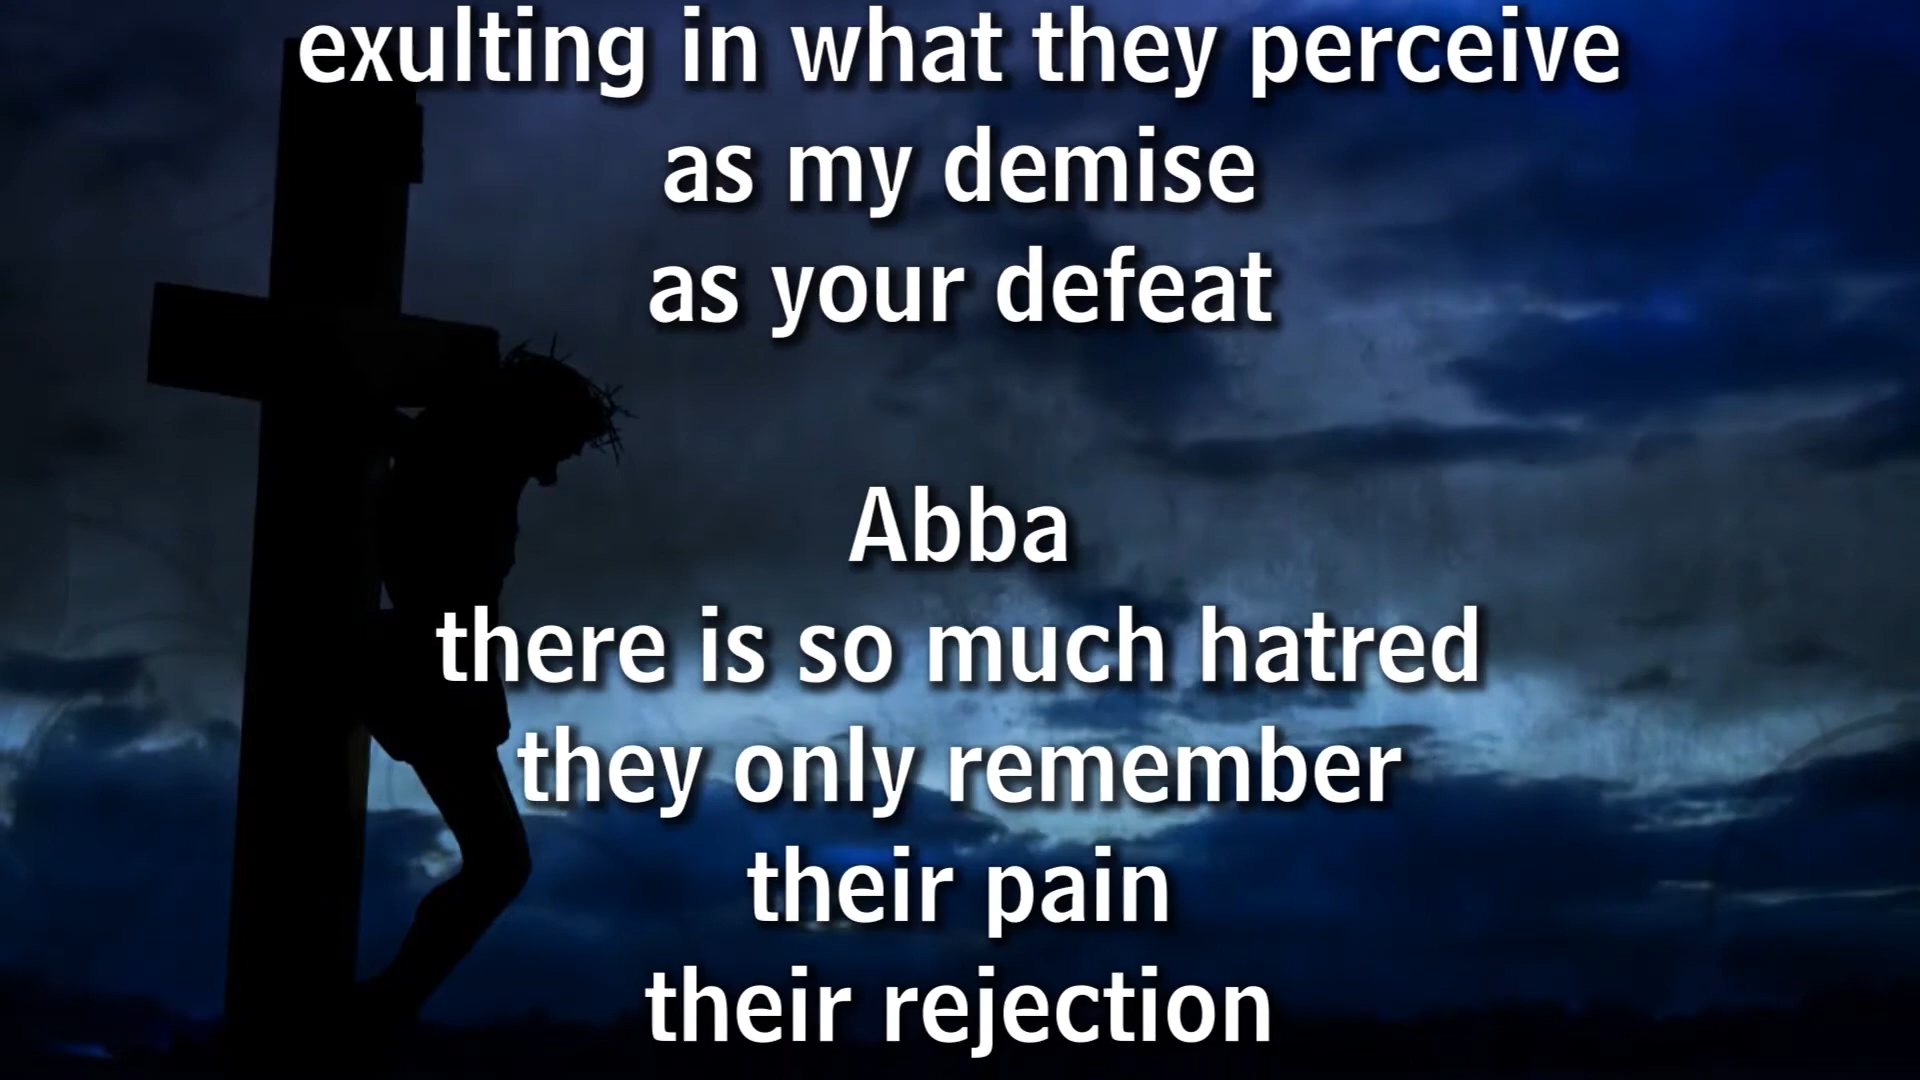 exulting in what they perceive
as my demise
as your defeat
Abba
there is so much hatred
they only remember
their pain
their rejection